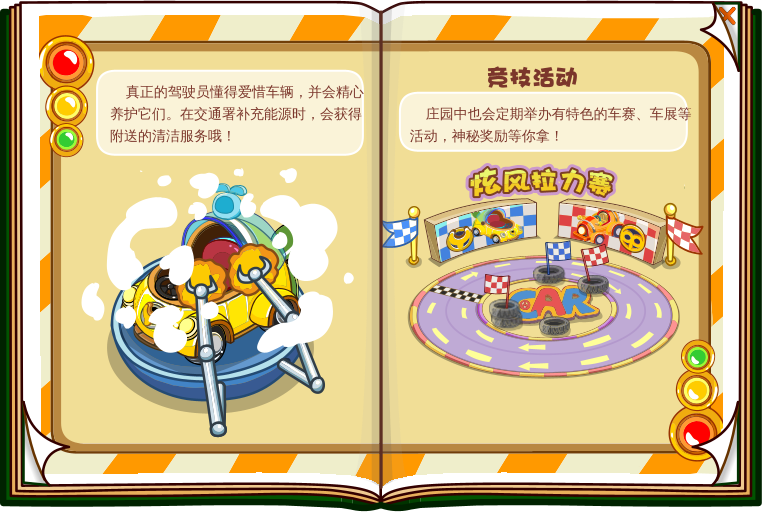 真正的驾驶员懂得爱惜车辆，并会精心
养护它们。在交通署补充能源时，会获得
附送的清洁服务哦！
竞技活动
庄园中也会定期举办有特色的车赛、车展等
活动，神秘奖励等你拿！
炫风拉力赛
CAR